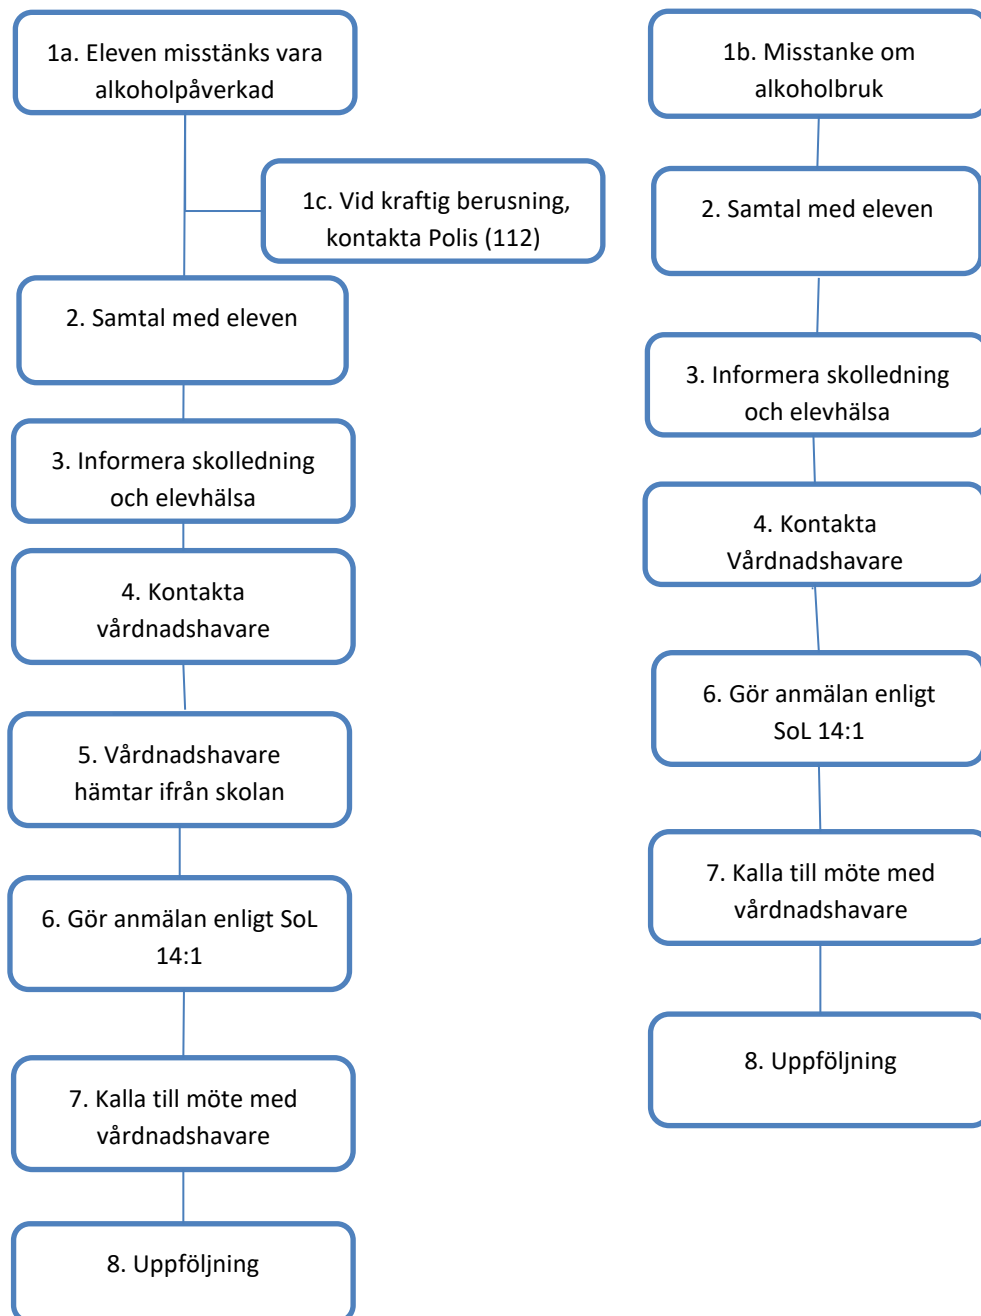 1a. Eleven misstänks vara
alkoholpåverkad
1c. Vid kraftig berusning,
kontakta Polis (112)
2. Samtal med eleven
3. Informera skolledning
och elevhälsa
4. Kontakta
vårdnadshavare
5. Vårdnadshavare
hämtar ifrån skolan
6. Gör anmälan enligt SoL
14:1
7. Kalla till möte med
vårdnadshavare
8. Uppföljning
1b. Misstanke om
alkoholbruk
2. Samtal med eleven
3. Informera skolledning
och elevhälsa
4. Kontakta
Vårdnadshavare
6. Gör anmälan enligt
SoL 14:1
7. Kalla till möte med
vårdnadshavare
8. Uppföljning